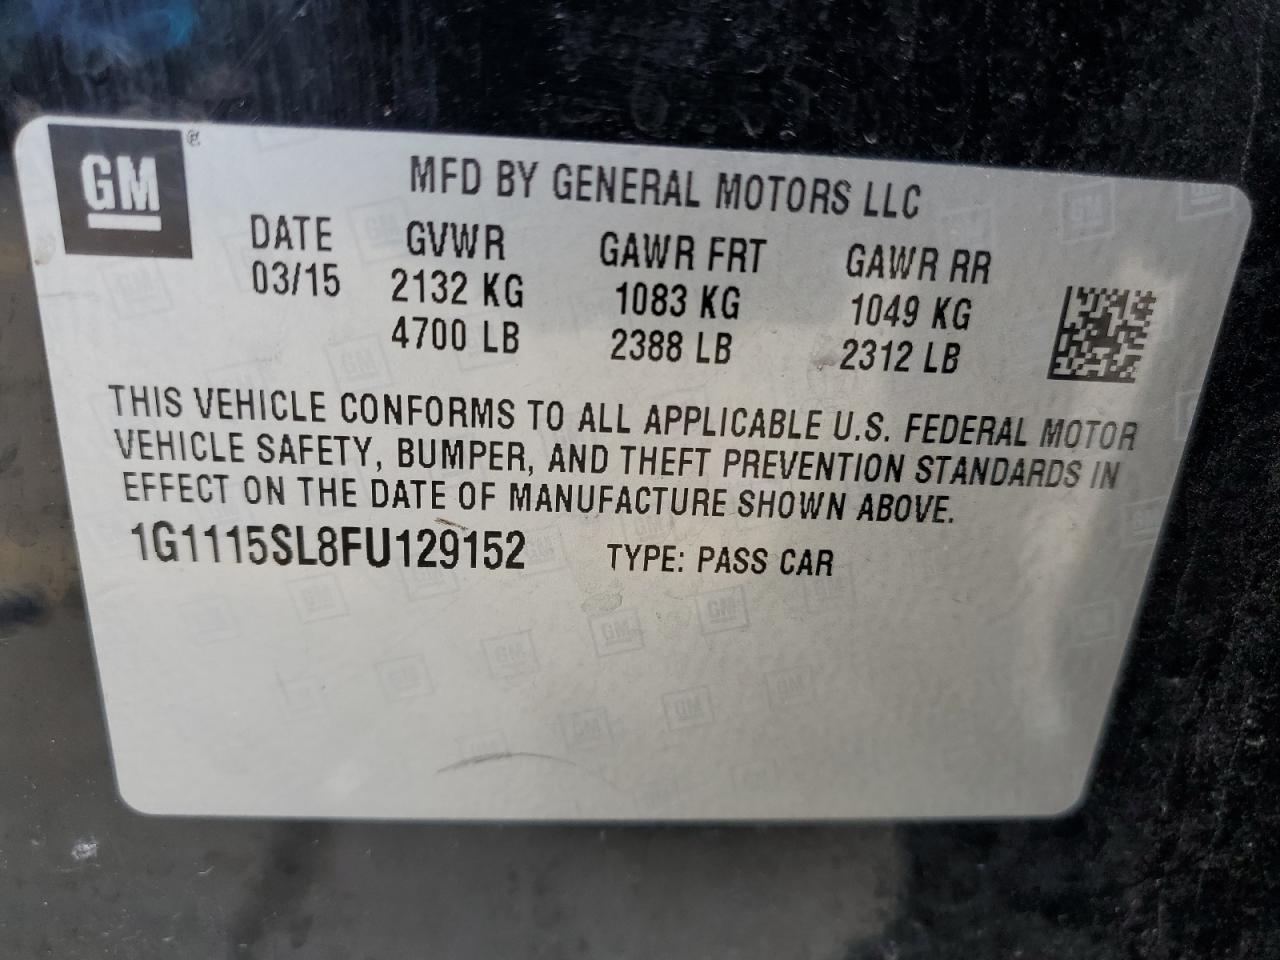 GM®
MFD BY GENERAL MOTORS LLC
DATE GVWR GAWR FRT GAWR RR
03/15 2132 KG 1083 KG 1049 KG
4700 LB 2388 LB 2312 LB
THIS VEHICLE CONFORMS TO ALL APPLICABLE U.S. FEDERAL MOTOR
VEHICLE SAFETY, BUMPER, AND THEFT PREVENTION STANDARDS IN
EFFECT ON THE DATE OF MANUFACTURE SHOWN ABOVE.
1G1115SL8FU129152 TYPE: PASS CAR